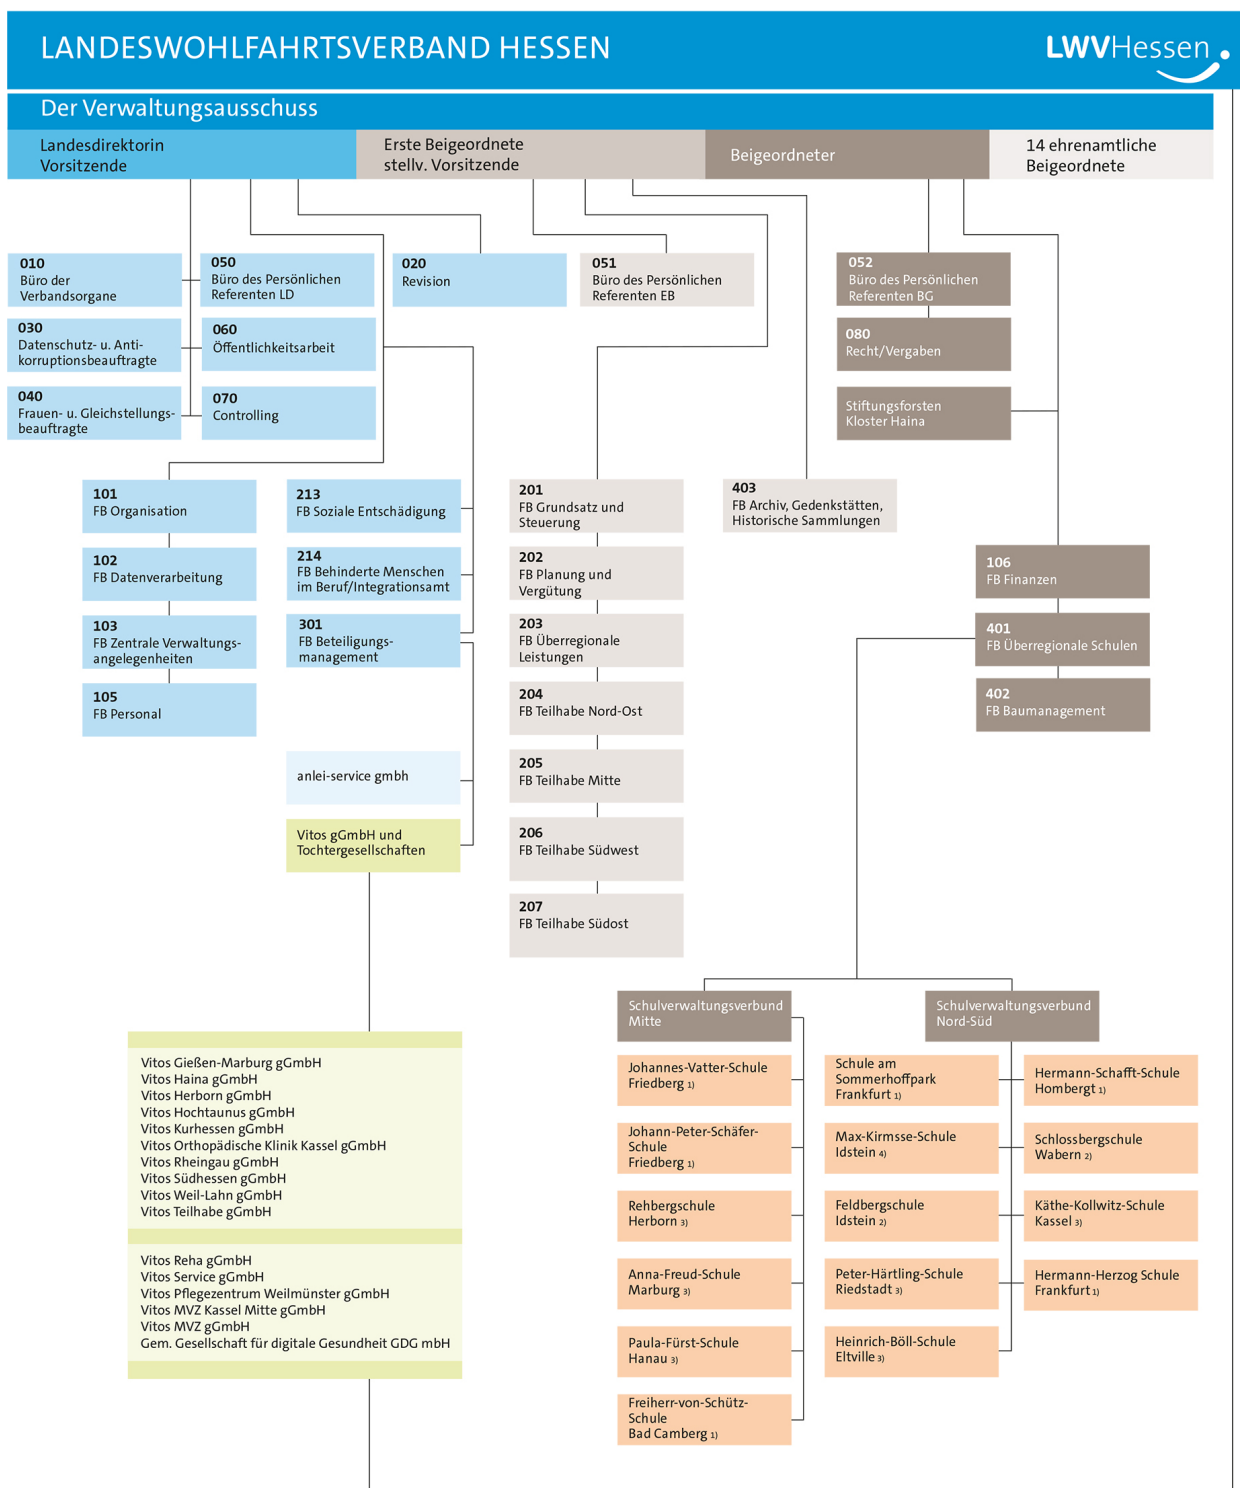 LANDESWOHLFAHRTSVERBAND HESSEN
LWVHessen
Der Verwaltungsausschuss
Landesdirektorin
Vorsitzende
Erste Beigeordnete
stellv. Vorsitzende
Beigeordneter
14 ehrenamtliche
Beigeordnete
010
Büro der
Verbandsorgane
050
Büro des Persönlichen
Referenten LD
020
Revision
051
Büro des Persönlichen
Referenten EB
052
Büro des Persönlichen
Referenten BG
030
Datenschutz- u. Anti-
korruptionsbeauftragte
060
Öffentlichkeitsarbeit
080
Recht/Vergaben
040
Frauen- u. Gleichstellungs-
beauftragte
070
Controlling
Stiftungsforsten
Kloster Haina
101
FB Organisation
213
FB Soziale Entschädigung
201
FB Grundsatz und
Steuerung
403
FB Archiv, Gedenkstätten,
Historische Sammlungen
102
FB Datenverarbeitung
214
FB Behinderte Menschen
im Beruf/Integrationsamt
202
FB Planung und
Vergütung
106
FB Finanzen
103
FB Zentrale Verwaltungs-
angelegenheiten
301
FB Beteiligungs-
management
203
FB Überregionale
Leistungen
401
FB Überregionale Schulen
105
FB Personal
204
FB Teilhabe Nord-Ost
402
FB Baumanagement
anlei-service gmbh
205
FB Teilhabe Mitte
Vitos gGmbH und
Tochtergesellschaften
206
FB Teilhabe Südwest
207
FB Teilhabe Südost
Schulverwaltungsverbund
Mitte
Schulverwaltungsverbund
Nord-Süd
Vitos Gießen-Marburg gGmbH
Vitos Haina gGmbH
Vitos Herborn gGmbH
Vitos Hochtaunus gGmbH
Vitos Kurhessen gGmbH
Vitos Orthopädische Klinik Kassel gGmbH
Vitos Rheingau gGmbH
Vitos Südhessen gGmbH
Vitos Weil-Lahn gGmbH
Vitos Teilhabe gGmbH
Vitos Reha gGmbH
Vitos Service gGmbH
Vitos Pflegezentrum Weilmünster gGmbH
Vitos MVZ Kassel Mitte gGmbH
Vitos MVZ gGmbH
Gem. Gesellschaft für digitale Gesundheit GDG mbH
Johannes-Vatter-Schule
Friedberg 1)
Schule am
Sommerhoffpark
Frankfurt 1)
Hermann-Schafft-Schule
Hombergt 1)
Johann-Peter-Schäfer-
Schule
Friedberg 1)
Max-Kirmsse-Schule
Idstein 4)
Schlossbergschule
Wabern 2)
Rehbergschule
Herborn 3)
Feldbergschule
Idstein 2)
Käthe-Kollwitz-Schule
Kassel 3)
Anna-Freud-Schule
Marburg 3)
Peter-Härtling-Schule
Riedstadt 3)
Hermann-Herzog Schule
Frankfurt 1)
Paula-Fürst-Schule
Hanau 3)
Heinrich-Böll-Schule
Eltville 3)
Freiherr-von-Schütz-
Schule
Bad Camberg 1)